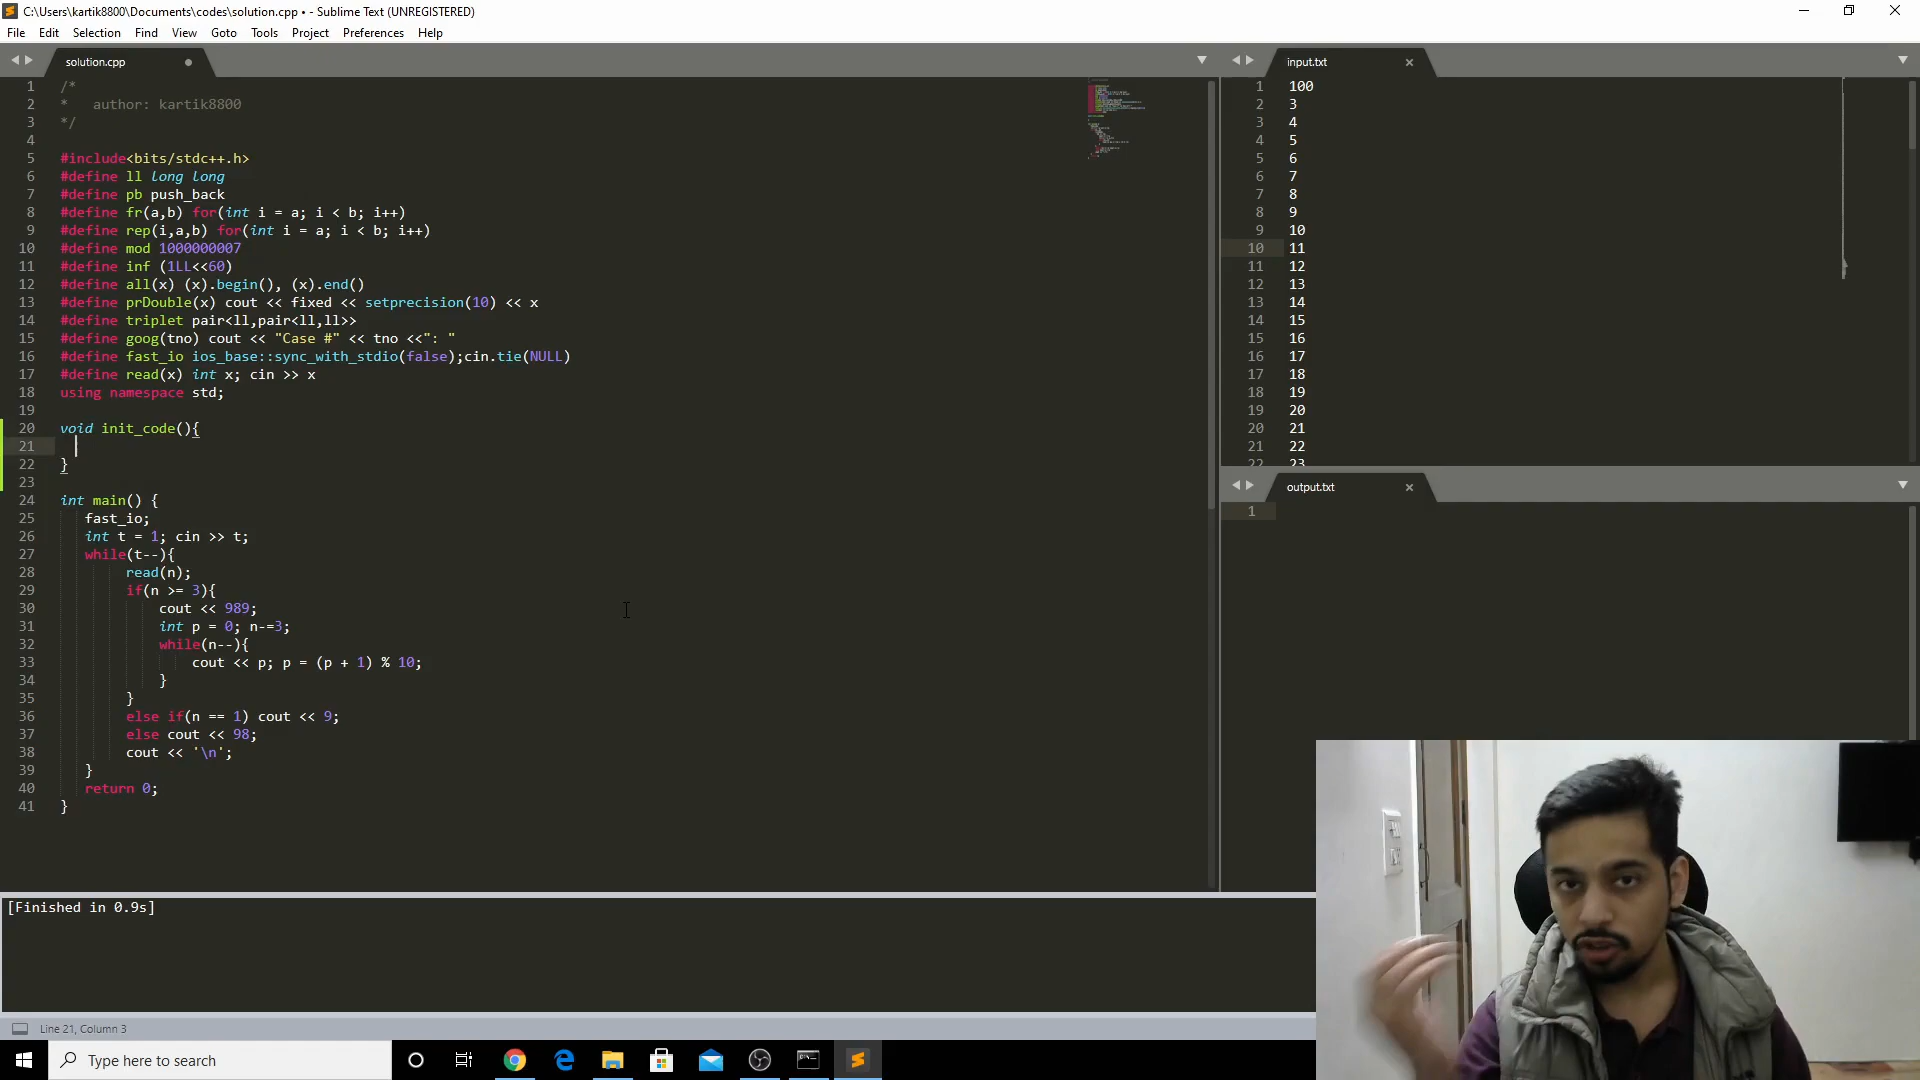 C:\Users\kartik8800\Documents\codes\solution.cpp • - Sublime Text (UNREGISTERED)
File Edit Selection Find View Goto Tools Project Preferences Help
solution.cpp
1 /*
2 *   author: kartik8800
3 */
4
5 #include<bits/stdc++.h>
6 #define ll long long
7 #define pb push_back
8 #define fr(a,b) for(int i = a; i < b; i++)
9 #define rep(i,a,b) for(int i = a; i < b; i++)
10 #define mod 1000000007
11 #define inf (1LL<<60)
12 #define all(x) (x).begin(), (x).end()
13 #define prDouble(x) cout << fixed << setprecision(10) << x
14 #define triplet pair<ll,pair<ll,ll>>
15 #define goog(tno) cout << "Case #" << tno <<": "
16 #define fast_io ios_base::sync_with_stdio(false);cin.tie(NULL)
17 #define read(x) int x; cin >> x
18 using namespace std;
19
20 void init_code(){
21
22 }
23
24 int main() {
25    fast_io;
26    int t = 1; cin >> t;
27    while(t--){
28         read(n);
29         if(n >= 3){
30             cout << 989;
31             int p = 0; n-=3;
32             while(n--){
33                 cout << p; p = (p + 1) % 10;
34             }
35         }
36         else if(n == 1) cout << 9;
37         else cout << 98;
38         cout << '\n';
39    }
40    return 0;
41 }
input.txt
1 100
2 3
3 4
4 5
5 6
6 7
7 8
8 9
9 10
10 11
11 12
12 13
13 14
14 15
15 16
16 17
17 18
18 19
19 20
20 21
21 22
22 23
output.txt
1
[Finished in 0.9s]
Line 21, Column 3
Type here to search